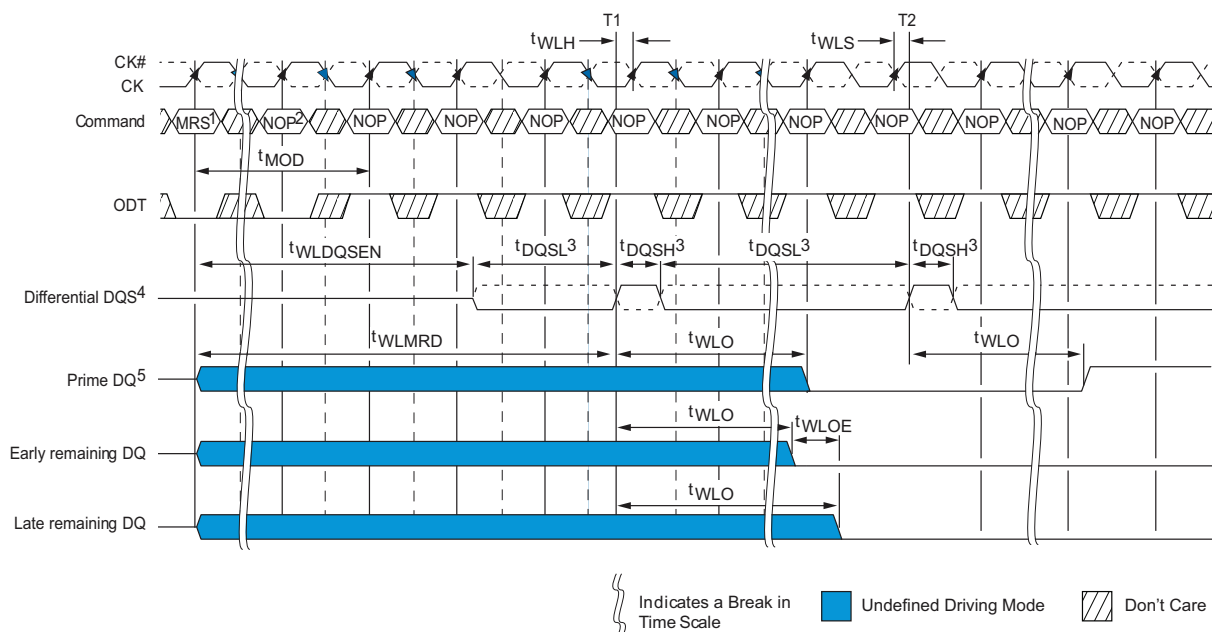 T1 T2
tWLH tWLS
CK#
CK
Command MRS1 NOP2 NOP NOP NOP NOP NOP NOP NOP NOP NOP NOP
tMOD
ODT
tWLDQSEN tDQSL3 tDQSH3 tDQSL3 tDQSH3
Differential DQS4
tWLMRD tWLO tWLO
Prime DQ5
tWLO tWLOE
Early remaining DQ
tWLO
Late remaining DQ
Indicates a Break in
Time Scale
Undefined Driving Mode
Don't Care